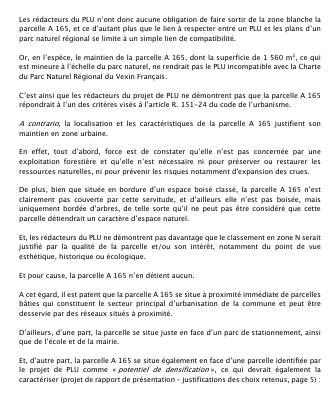 Les rédacteurs du PLU n'ont donc aucune obligation de faire sortir de la zone blanche la
parcelle A 165, et ce d'autant plus que le lien à respecter entre un PLU et les plans d'un
parc naturel régional se limite à un simple lien de compatibilité.
Or, en l'espèce, le maintien de la parcelle A 165, dont la superficie de 1 560 m², ce qui
est mineure à l'échelle du parc naturel, ne rendrait pas le PLU incompatible avec la Charte
du Parc Naturel Régional du Vexin Français.
C'est ainsi que les rédacteurs du projet de PLU ne démontrent pas que la parcelle A 165
répondrait à l'un des critères visés à l'article R. 151-24 du code de l'urbanisme.
A contrario, la localisation et les caractéristiques de la parcelle A 165 justifient son
maintien en zone urbaine.
En effet, tout d'abord, force est de constater qu'elle n'est pas concernée par une
exploitation forestière et qu'elle n'est nécessaire ni pour préserver ou restaurer les
ressources naturelles, ni pour prévenir les risques notamment d'expansion des crues.
De plus, bien que située en bordure d'un espace boisé classé, la parcelle A 165 n'est
clairement pas couverte par cette servitude, et d'ailleurs elle n'est pas boisée, mais
uniquement bordée d'arbres, de telle sorte qu'il ne peut pas être considéré que cette
parcelle détiendrait un caractère d'espace naturel.
Et, les rédacteurs du PLU ne démontrent pas davantage que le classement en zone N serait
justifié par la qualité de la parcelle et/ou son intérêt, notamment du point de vue
esthétique, historique ou écologique.
Et pour cause, la parcelle A 165 n'en détient aucun.
A cet égard, il est patent que la parcelle A 165 se situe à proximité immédiate de parcelles
bâties qui constituent le secteur principal d'urbanisation de la commune et peut être
desservie par des réseaux situés à proximité.
D'ailleurs, d'une part, la parcelle se situe juste en face d'un parc de stationnement, ainsi
que de l'école et de la mairie.
Et, d'autre part, la parcelle A 165 se situe également en face d'une parcelle identifiée par
le projet de PLU comme « potentiel de densification », ce qui devrait également la
caractériser (projet de rapport de présentation – justifications des choix retenus, page 5) :